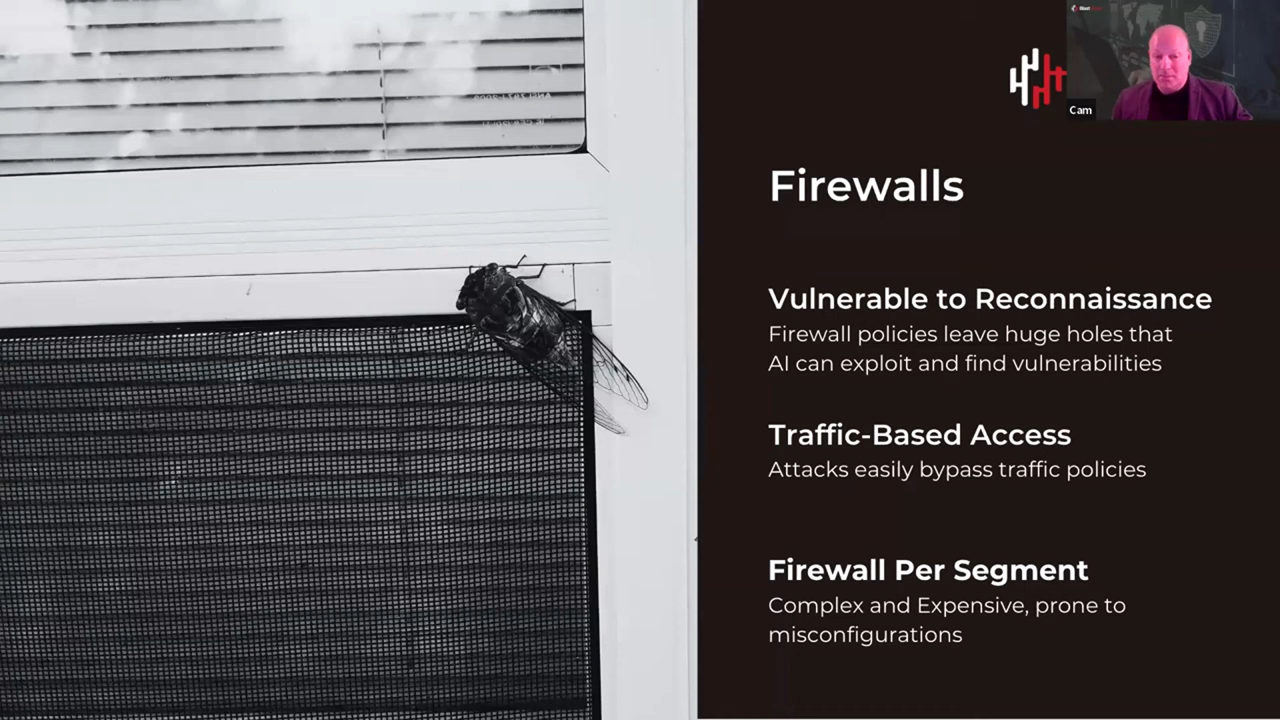 Cam
Firewalls
Vulnerable to Reconnaissance
Firewall policies leave huge holes that
AI can exploit and find vulnerabilities
Traffic-Based Access
Attacks easily bypass traffic policies
Firewall Per Segment
Complex and Expensive, prone to
misconfigurations